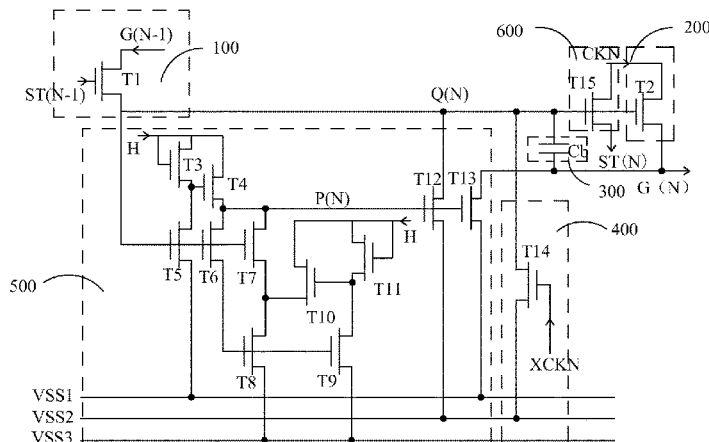 G(N-1)
100
T1
ST(N-1)
600
CKN
200
T15
T2
Q(N)
H
T3
T4
Cb
ST(N)
300
G (N)
T12
T13
P(N)
H
T5
T6
T7
T10
T11
T14
400
500
T8
T9
XCKN
VSS1
VSS2
VSS3